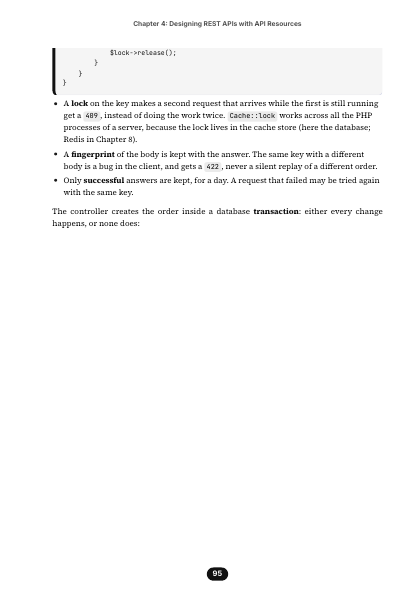 Chapter 4: Designing REST APIs with API Resources
$lock->release();
}
}
}
• A lock on the key makes a second request that arrives while the first is still running
get a 409, instead of doing the work twice. Cache::lock works across all the PHP
processes of a server, because the lock lives in the cache store (here the database;
Redis in Chapter 8).
• A fingerprint of the body is kept with the answer. The same key with a different
body is a bug in the client, and gets a 422, never a silent replay of a different order.
• Only successful answers are kept, for a day. A request that failed may be tried again
with the same key.
The controller creates the order inside a database transaction: either every change
happens, or none does:
95